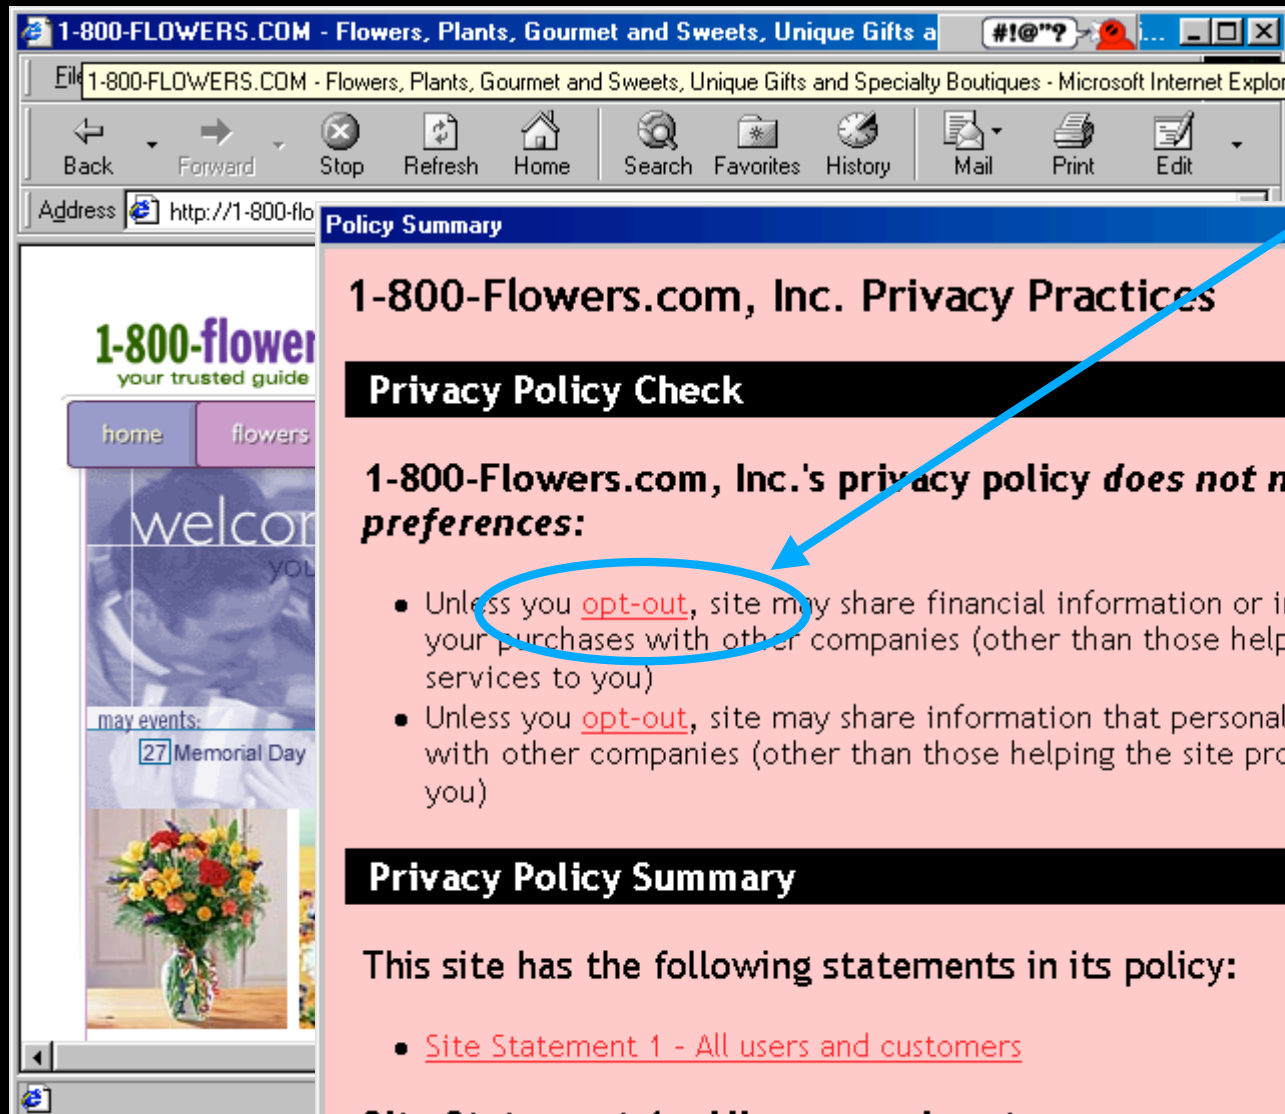 1-800-FLOWERS.COM - Flowers, Plants, Gourmet and Sweets, Unique Gifts a
#!@"?
...
1-800-FLOWERS.COM - Flowers, Plants, Gourmet and Sweets, Unique Gifts and Specialty Boutiques - Microsoft Internet Explor
Back Forward Stop Refresh Home Search Favorites History Mail Print Edit
Address http://1-800-flo
Policy Summary
1-800-Flowers.com, Inc. Privacy Practices
1-800-flower
your trusted guide
home flowers
welcom
you
may events:
27 Memorial Day
Privacy Policy Check
1-800-Flowers.com, Inc.'s privacy policy does not m
preferences:
• Unless you opt-out, site may share financial information or i
your purchases with other companies (other than those help
services to you)
• Unless you opt-out, site may share information that personal
with other companies (other than those helping the site pro
you)
Privacy Policy Summary
This site has the following statements in its policy:
• Site Statement 1 - All users and customers